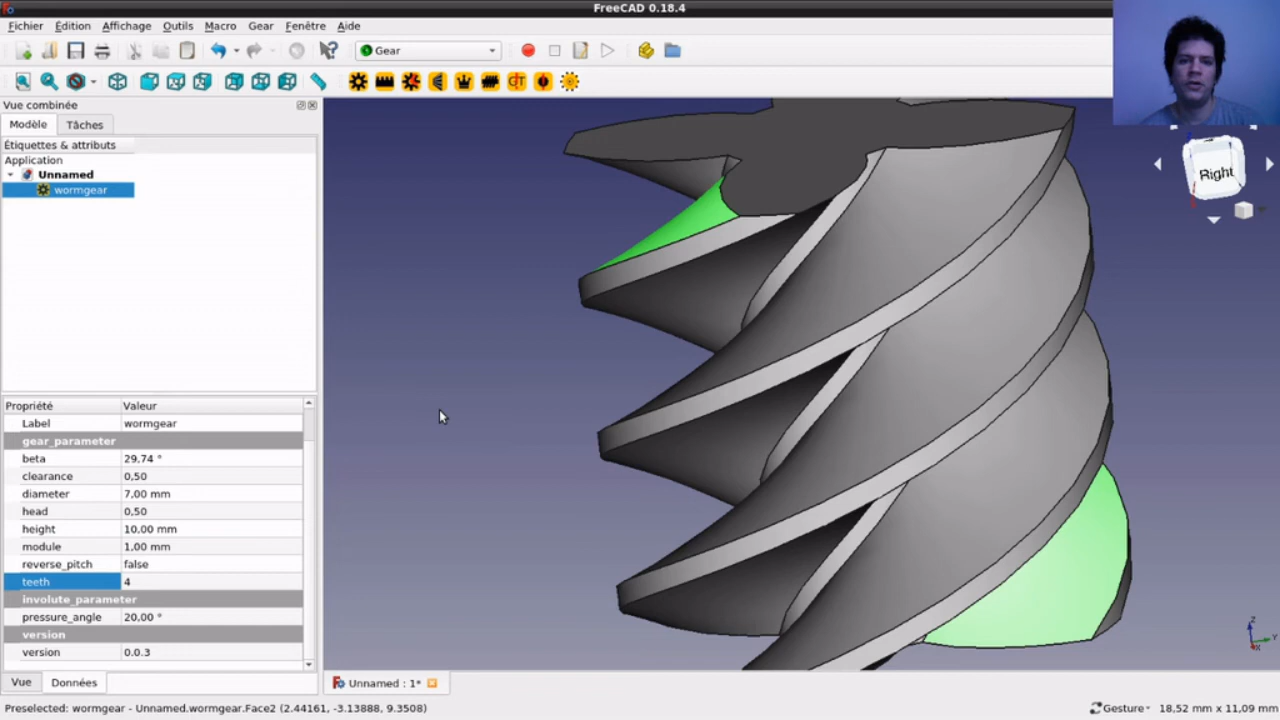 FreeCAD 0.18.4
Fichier Édition Affichage Outils Macro Gear Fenêtre Aide
Gear
Vue combinée
Modèle Tâches
Étiquettes & attributs
Application
Unnamed
wormgear
Right
Propriété Valeur
Label wormgear
gear_parameter
beta 29,74 °
clearance 0,50
diameter 7,00 mm
head 0,50
height 10,00 mm
module 1,00 mm
reverse_pitch false
teeth 4
involute_parameter
pressure_angle 20,00 °
version
version 0.0.3
Z
Y
X
Vue Données
Unnamed : 1*
Preselected: wormgear - Unnamed.wormgear.Face2 (2.44161, -3.13888, 9.3508) Gesture 18,52 mm x 11,09 mm